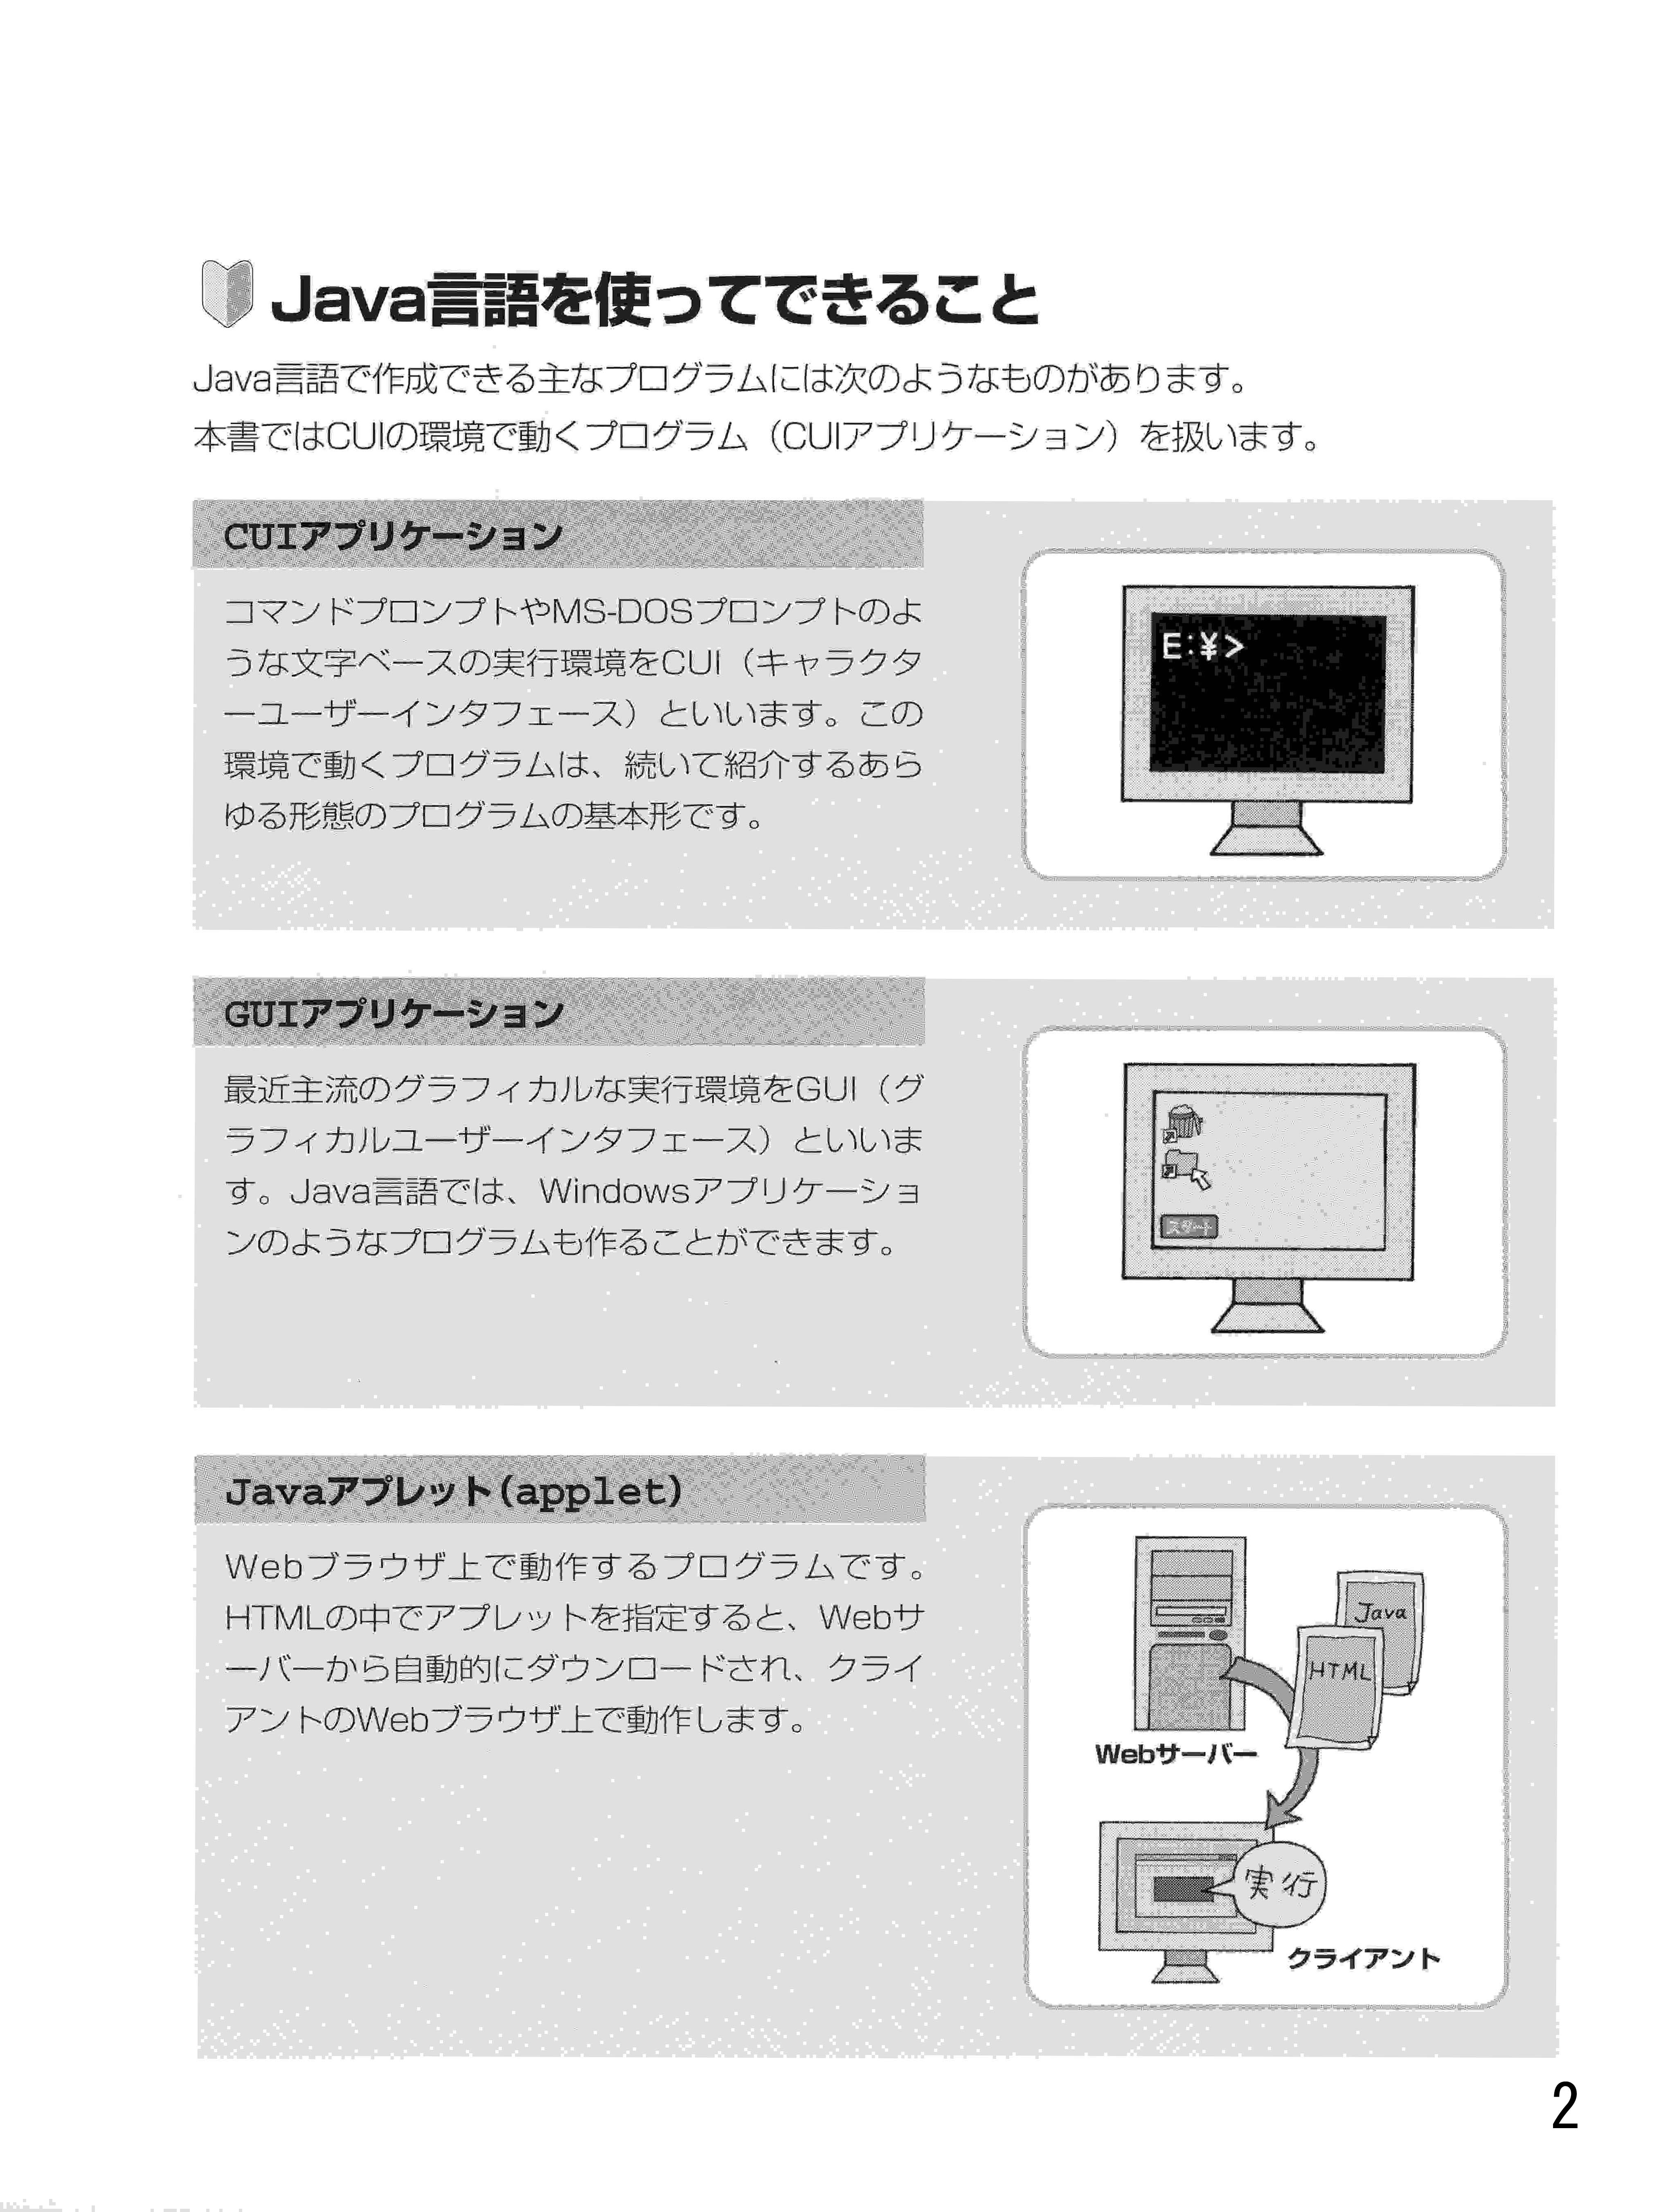 Java言語を使ってできること
Java言語で作成できる主なプログラムには次のようなものがあります。
本書ではCUIの環境で動くプログラム（CUIアプリケーション）を扱います。
CUIアプリケーション
コマンドプロンプトやMS-DOSプロンプトのよ
うな文字ベースの実行環境をCUI（キャラクタ
ーユーザーインタフェース）といいます。この
環境で動くプログラムは、続いて紹介するあら
ゆる形態のプログラムの基本形です。
E:¥>
GUIアプリケーション
最近主流のグラフィカルな実行環境をGUI（グ
ラフィカルユーザーインタフェース）といいま
す。Java言語では、Windowsアプリケーショ
ンのようなプログラムも作ることができます。
スタート
Javaアプレット(applet)
Webブラウザ上で動作するプログラムです。
HTMLの中でアプレットを指定すると、Webサ
ーバーから自動的にダウンロードされ、クライ
アントのWebブラウザ上で動作します。
Java
HTML
Webサーバー
実行
クライアント
2